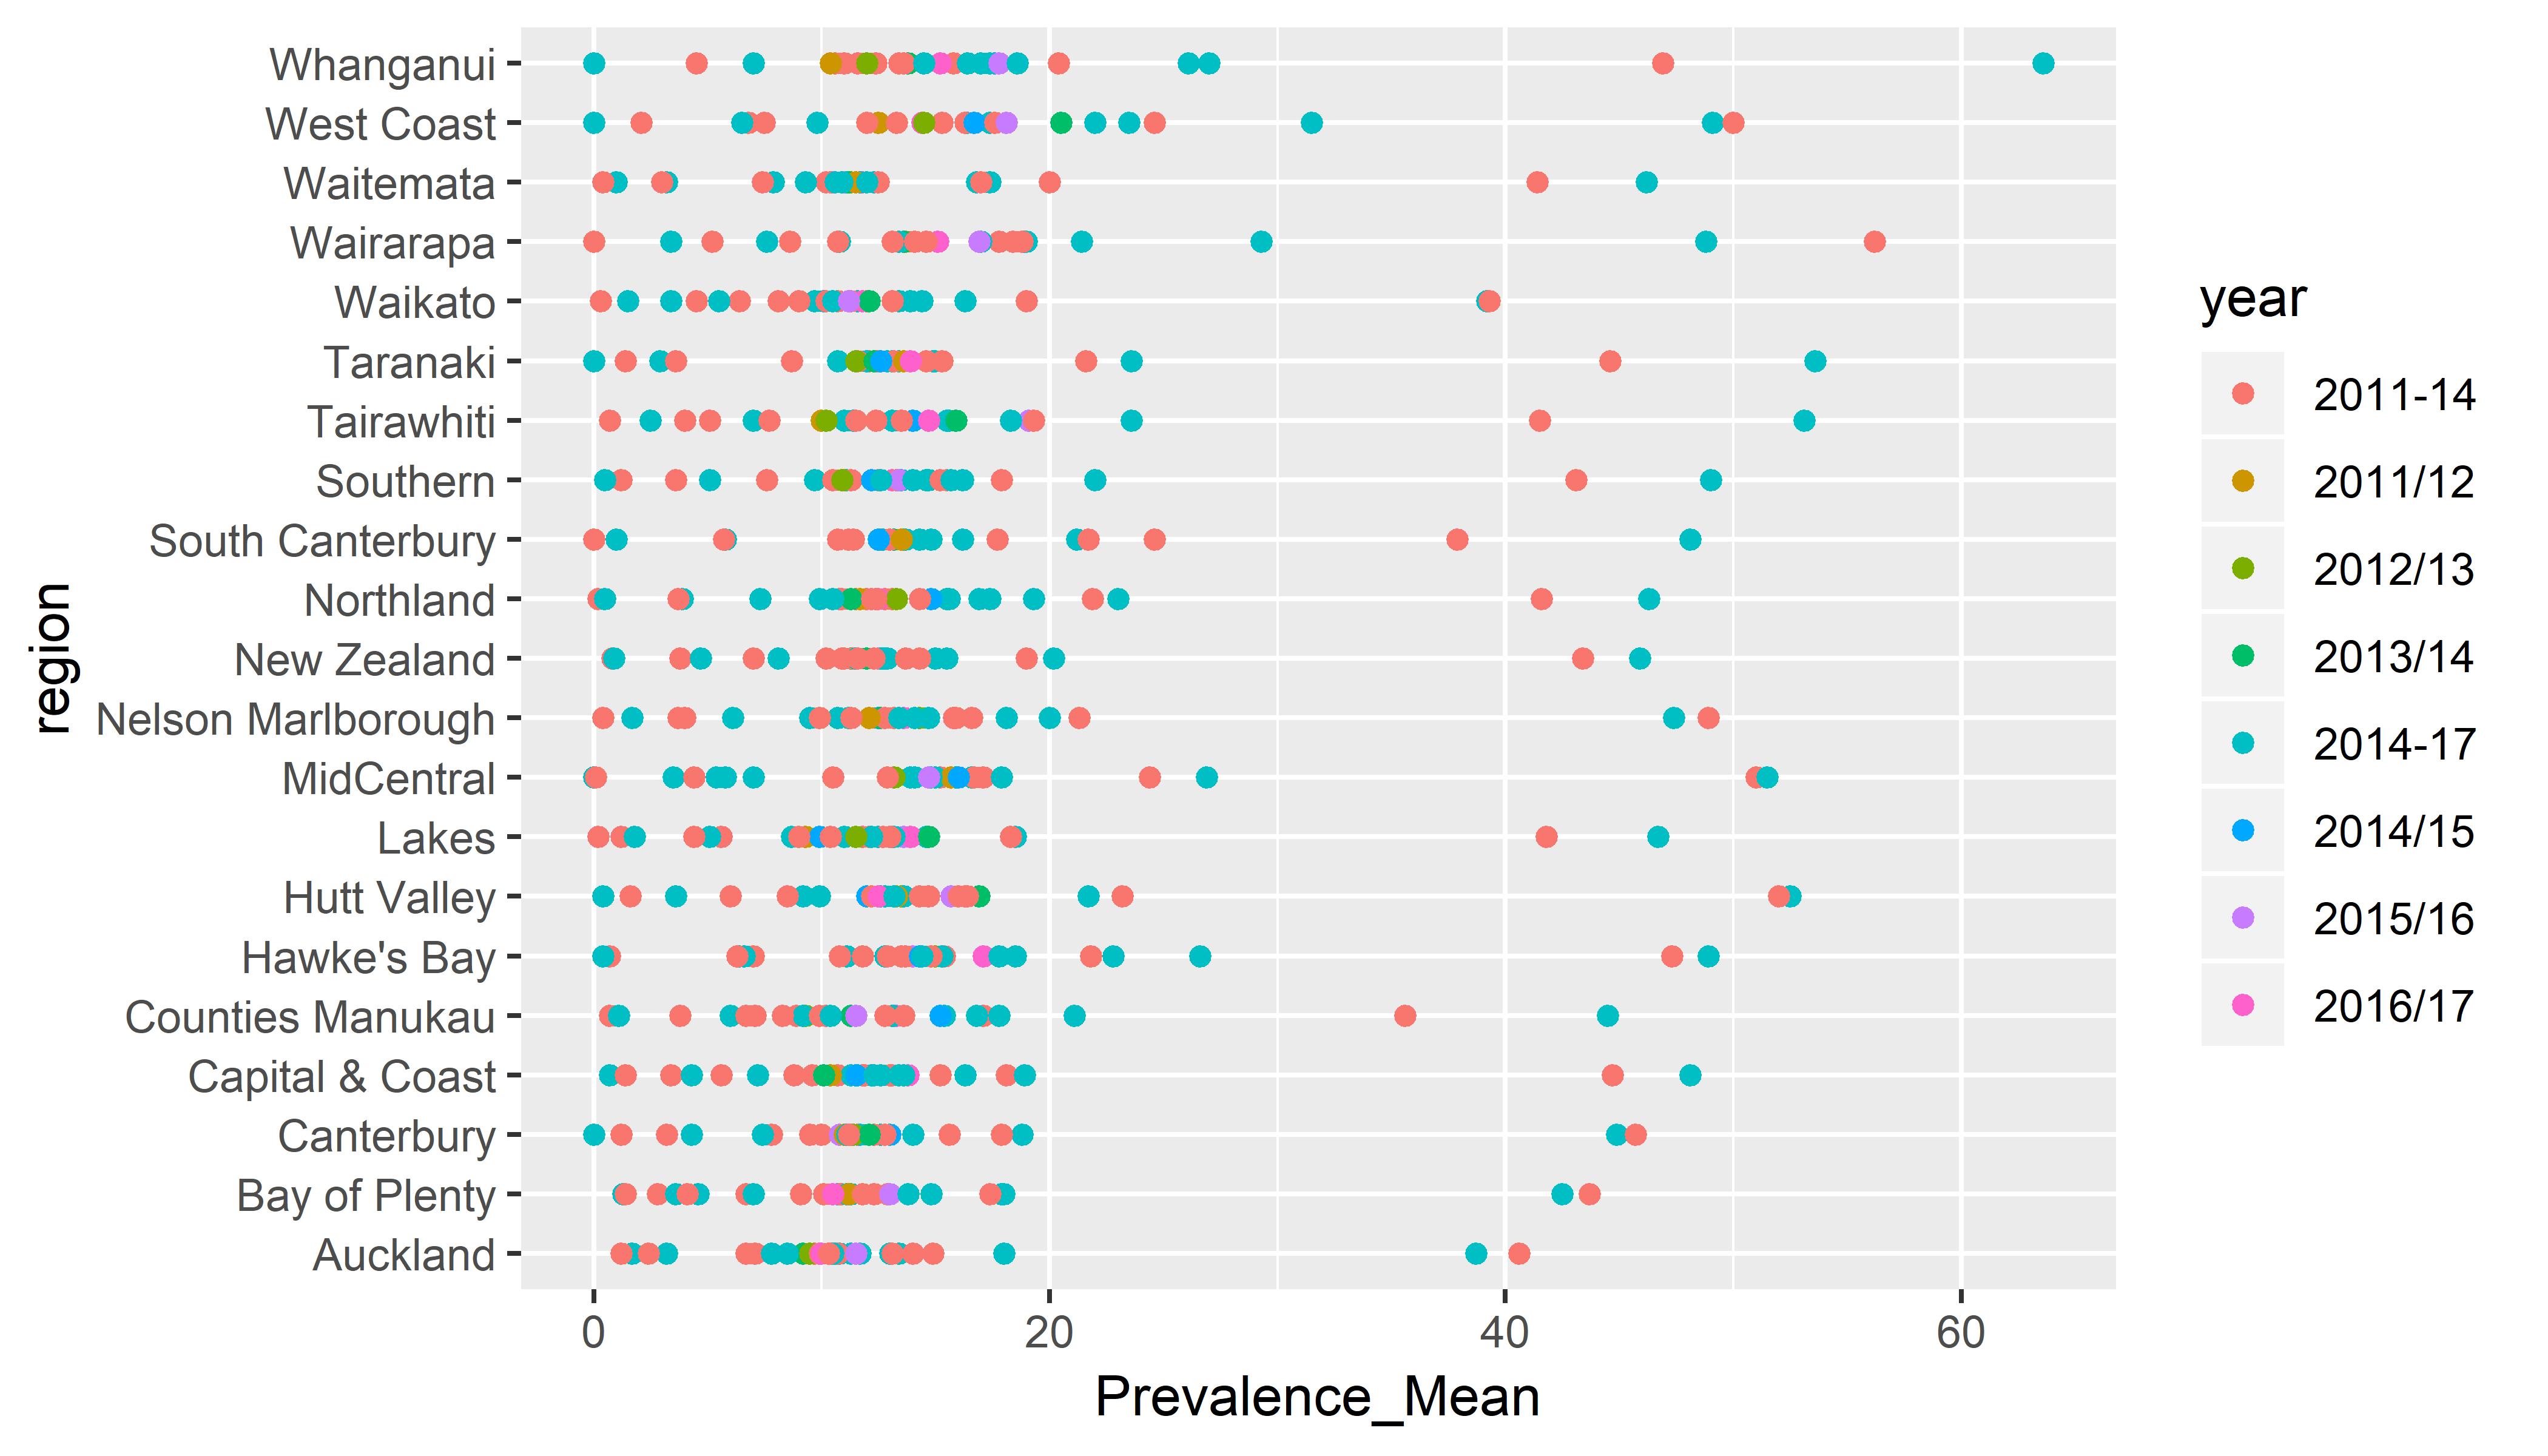 Whanganui
West Coast
Waitemata
Wairarapa
Waikato
Taranaki
Tairawhiti
Southern
South Canterbury
Northland
New Zealand
Nelson Marlborough
MidCentral
Lakes
Hutt Valley
Hawke's Bay
Counties Manukau
Capital & Coast
Canterbury
Bay of Plenty
Auckland
region
0 20 40 60
Prevalence_Mean
year
2011-14
2011/12
2012/13
2013/14
2014-17
2014/15
2015/16
2016/17